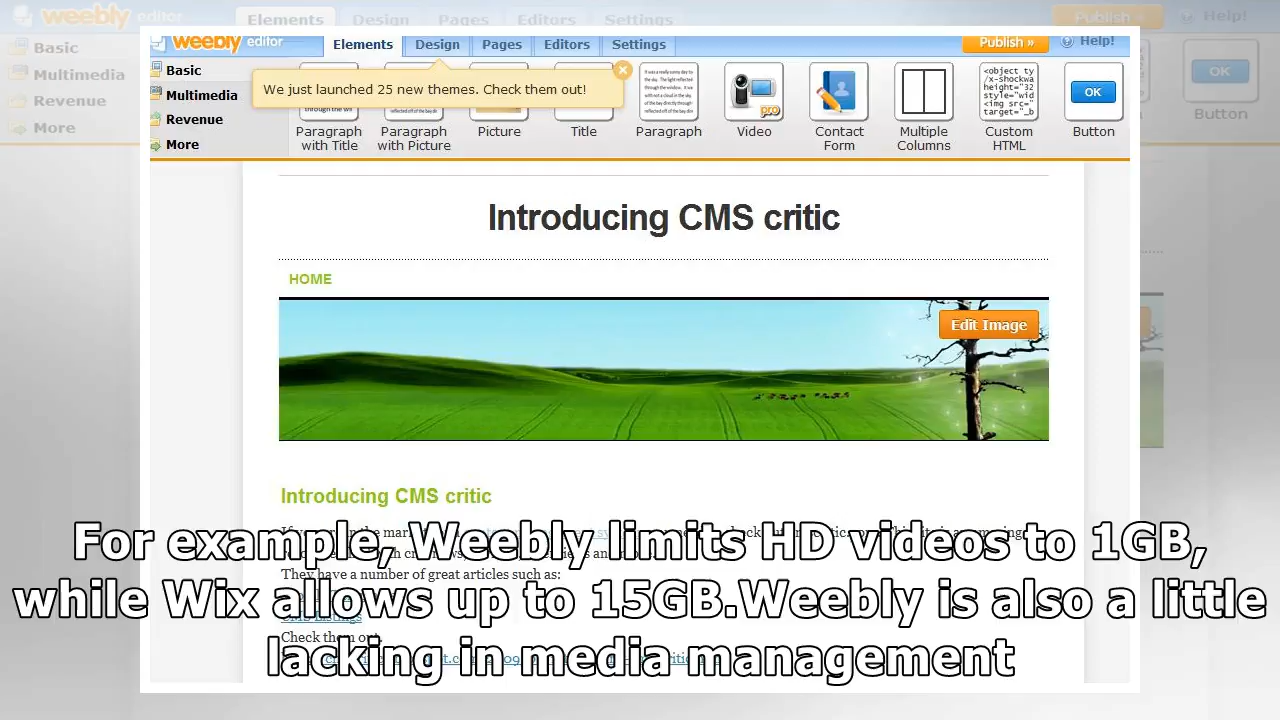 weebly editor
Elements Design Pages Editors Settings
Publish » Help!
Basic
Multimedia
Revenue
More
We just launched 25 new themes. Check them out!
Paragraph with Title
Paragraph with Picture
Picture
Title
Paragraph
Video
pro
Contact Form
Multiple Columns
Custom HTML
OK
Button
Introducing CMS critic
HOME
Edit Image
Introducing CMS critic
They have a number of great articles such as:
Check them out.
For example, Weebly limits HD videos to 1GB,
while Wix allows up to 15GB.Weebly is also a little
lacking in media management